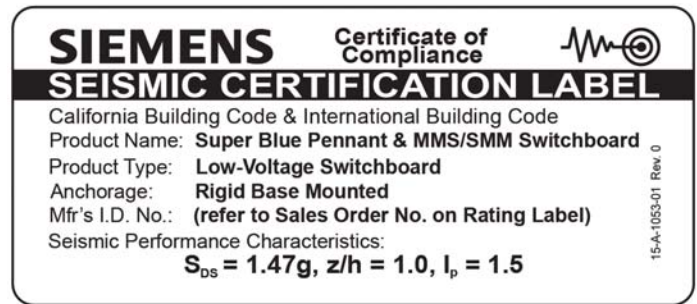 SIEMENS Certificate of Compliance
SEISMIC CERTIFICATION LABEL
California Building Code & International Building Code
Product Name: Super Blue Pennant & MMS/SMM Switchboard
Product Type: Low-Voltage Switchboard
Anchorage: Rigid Base Mounted
Mfr's I.D. No.: (refer to Sales Order No. on Rating Label)
Seismic Performance Characteristics:
S_DS = 1.47g, z/h = 1.0, I_p = 1.5
15-A-1053-01 Rev. 0